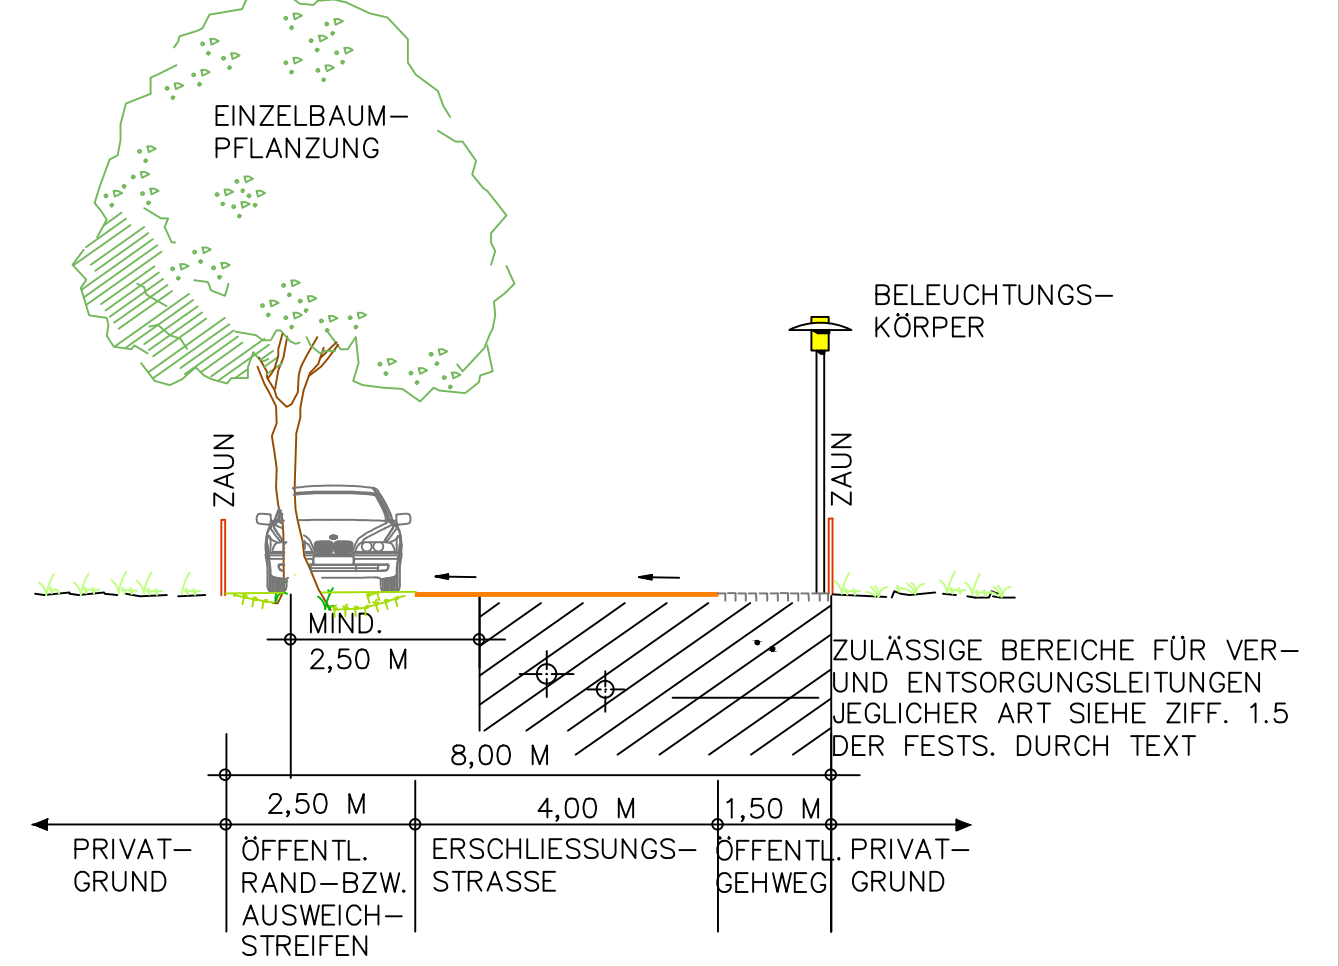 EINZELBAUM-
PFLANZUNG
BELEUCHTUNGS-
KÖRPER
ZAUN
ZAUN
MIND.
2,50 M
ZULÄSSIGE BEREICHE FÜR VER-
UND ENTSORGUNGSLEITUNGEN
JEGLICHER ART SIEHE ZIFF. 1.5
DER FESTS. DURCH TEXT
8,00 M
2,50 M
4,00 M
1,50 M
PRIVAT-
GRUND
ÖFFENTL.
RAND-BZW.
AUSWEICH-
STREIFEN
ERSCHLIESSUNGS-
STRASSE
ÖFFENTL.
GEHWEG
PRIVAT-
GRUND